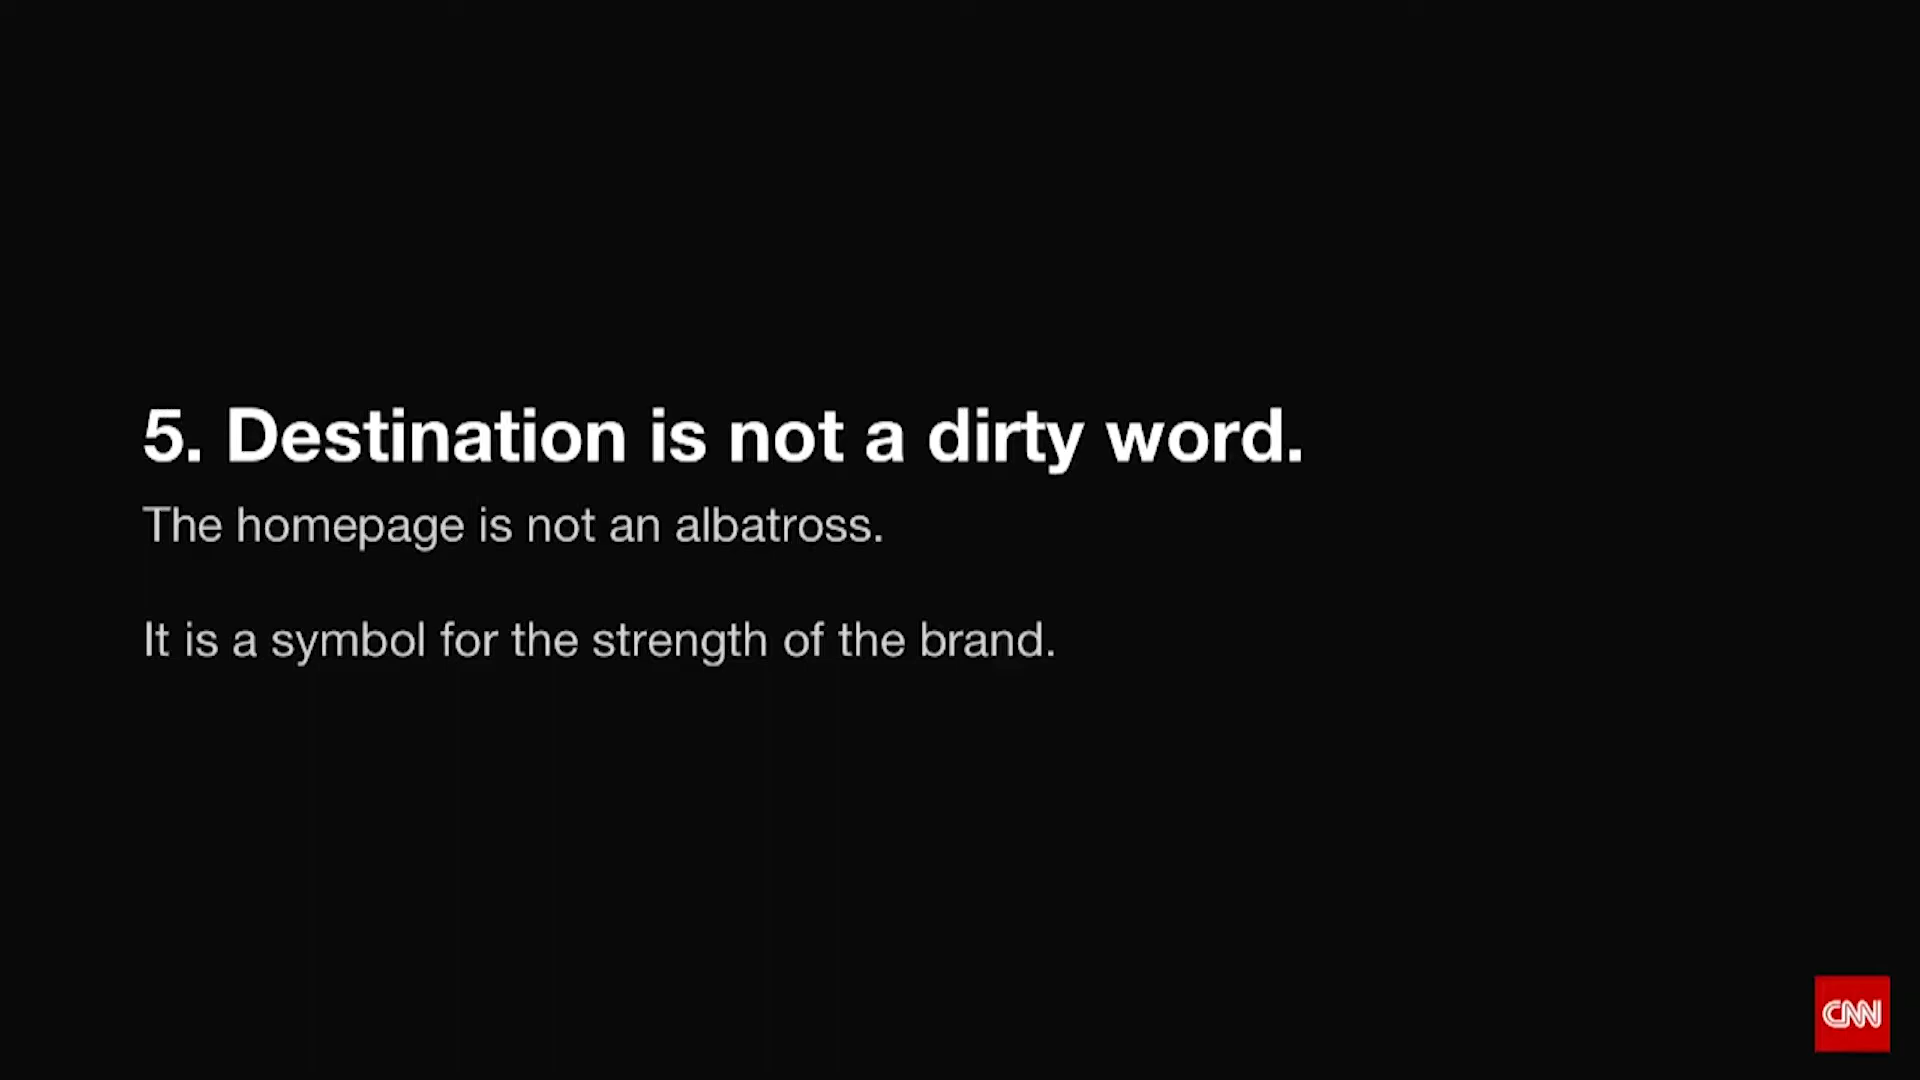 5. Destination is not a dirty word.
The homepage is not an albatross.
It is a symbol for the strength of the brand.
CNN